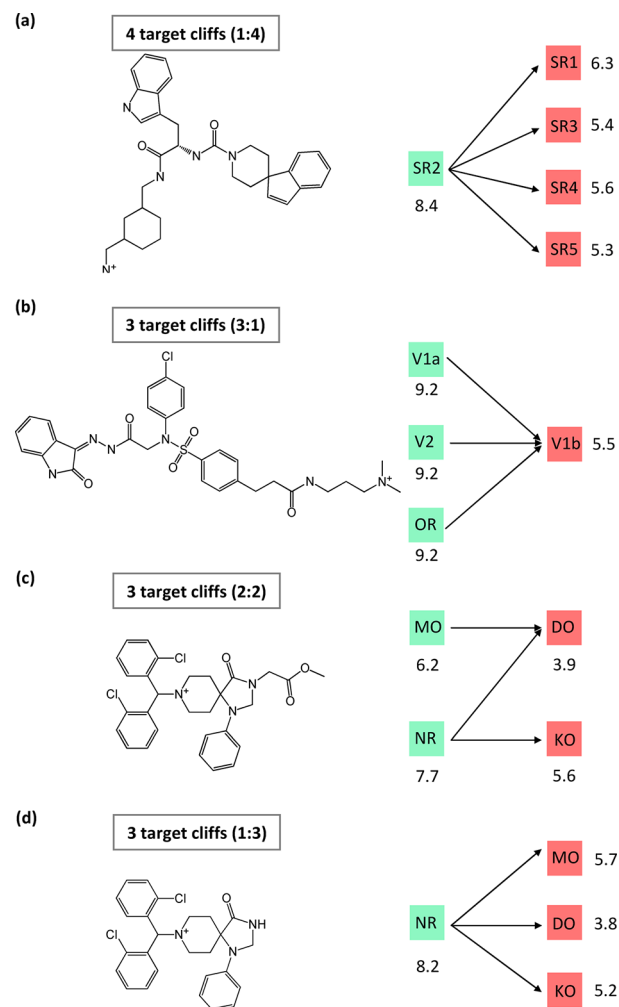 (a)
4 target cliffs (1:4)
N
O
O
N
N
N
N⁺
SR2
8.4
SR1 6.3
SR3 5.4
SR4 5.6
SR5 5.3
(b)
3 target cliffs (3:1)
Cl
N
NH
O
N
O
S
O
N
O
N
O
N⁺
V1a
9.2
V2
9.2
OR
9.2
V1b 5.5
(c)
3 target cliffs (2:2)
Cl
Cl
N⁺
O
N
N
O
O
MO
6.2
DO
3.9
NR
7.7
KO
5.6
(d)
3 target cliffs (1:3)
Cl
Cl
N⁺
O
NH
N
NR
8.2
MO 5.7
DO 3.8
KO 5.2